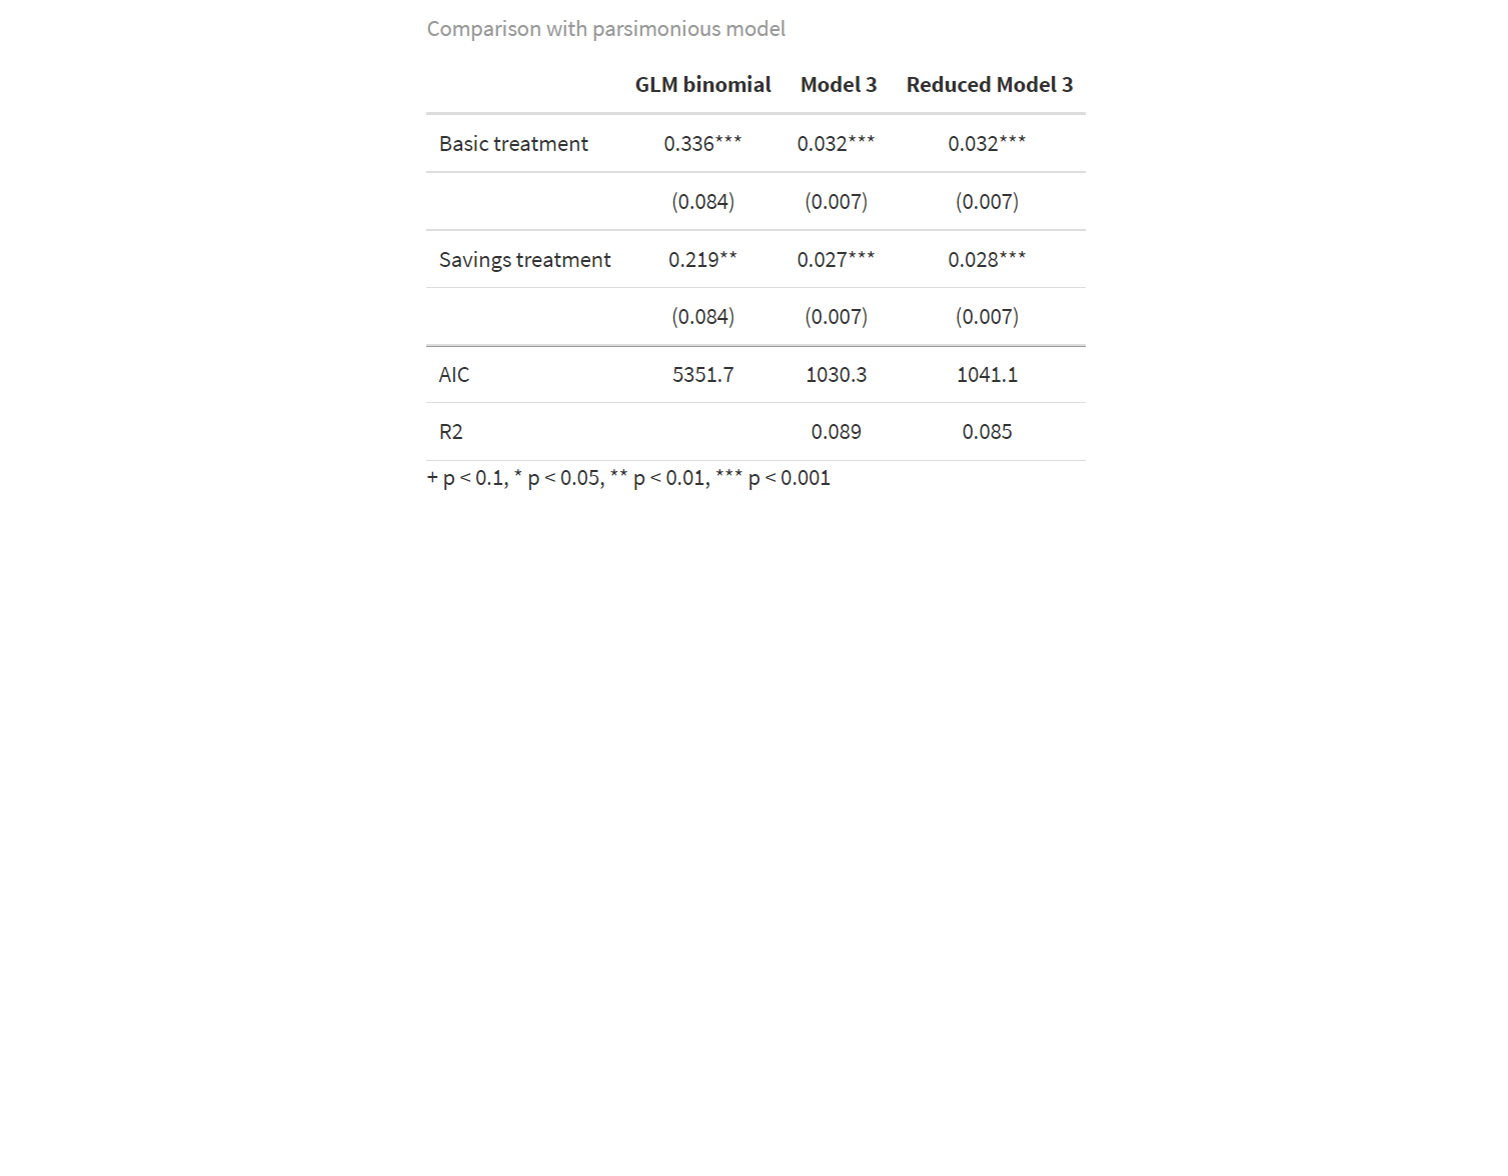 Comparison with parsimonious model
GLM binomial Model 3 Reduced Model 3
Basic treatment 0.336*** 0.032*** 0.032***
(0.084) (0.007) (0.007)
Savings treatment 0.219** 0.027*** 0.028***
(0.084) (0.007) (0.007)
AIC 5351.7 1030.3 1041.1
R2 0.089 0.085
+ p < 0.1, * p < 0.05, ** p < 0.01, *** p < 0.001